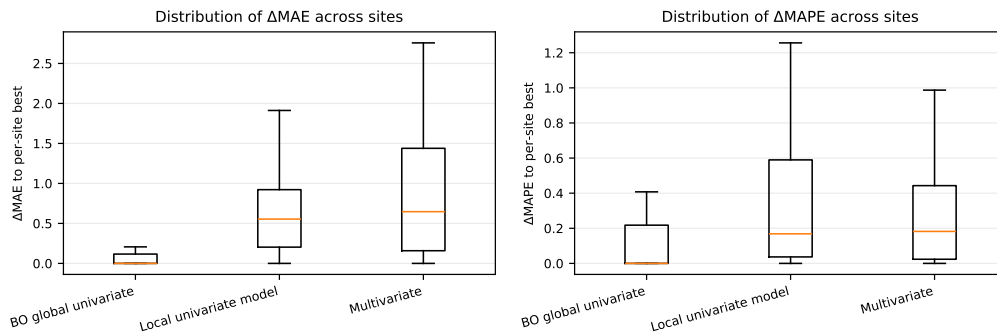 Distribution of ΔMAE across sites
ΔMAE to per-site best
2.5
2.0
1.5
1.0
0.5
0.0
BO global univariate
Local univariate model
Multivariate
Distribution of ΔMAPE across sites
ΔMAPE to per-site best
1.2
1.0
0.8
0.6
0.4
0.2
0.0
BO global univariate
Local univariate model
Multivariate